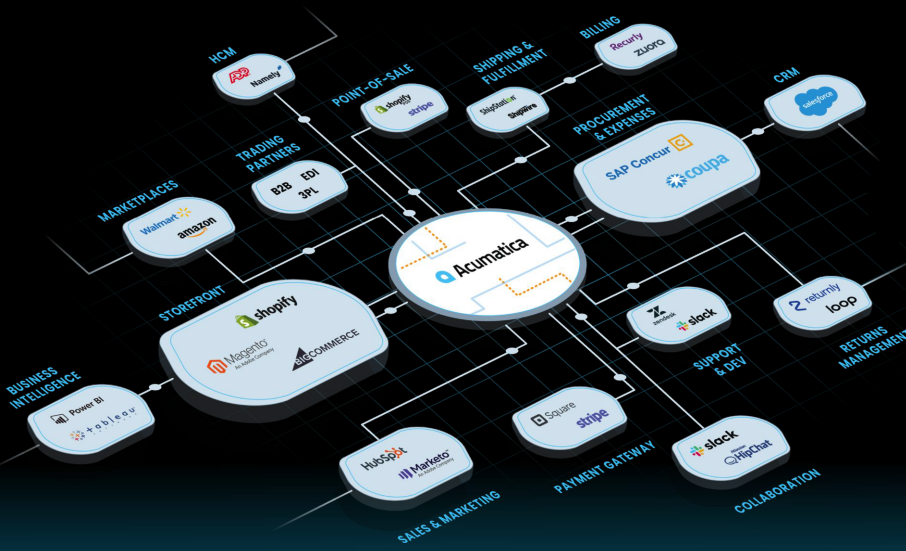 HCM
ADP
Namely
POINT-OF-SALE
shopify
stripe
SHIPPING &
FULFILLMENT
ShipStation
Shipwire
BILLING
Recurly
zuora
CRM
salesforce
PROCUREMENT
& EXPENSES
SAP Concur
coupa
TRADING
PARTNERS
B2B EDI
3PL
MARKETPLACES
Walmart
amazon
Acumatica
STOREFRONT
shopify
Magento
An Adobe Company
BIGCOMMERCE
BUSINESS
INTELLIGENCE
Power BI
tableau
zendesk
slack
SUPPORT
& DEV
returnly
loop
RETURNS
MANAGEMENT
HubSpot
Marketo
An Adobe Company
SALES & MARKETING
Square
stripe
PAYMENT GATEWAY
slack
HipChat
COLLABORATION